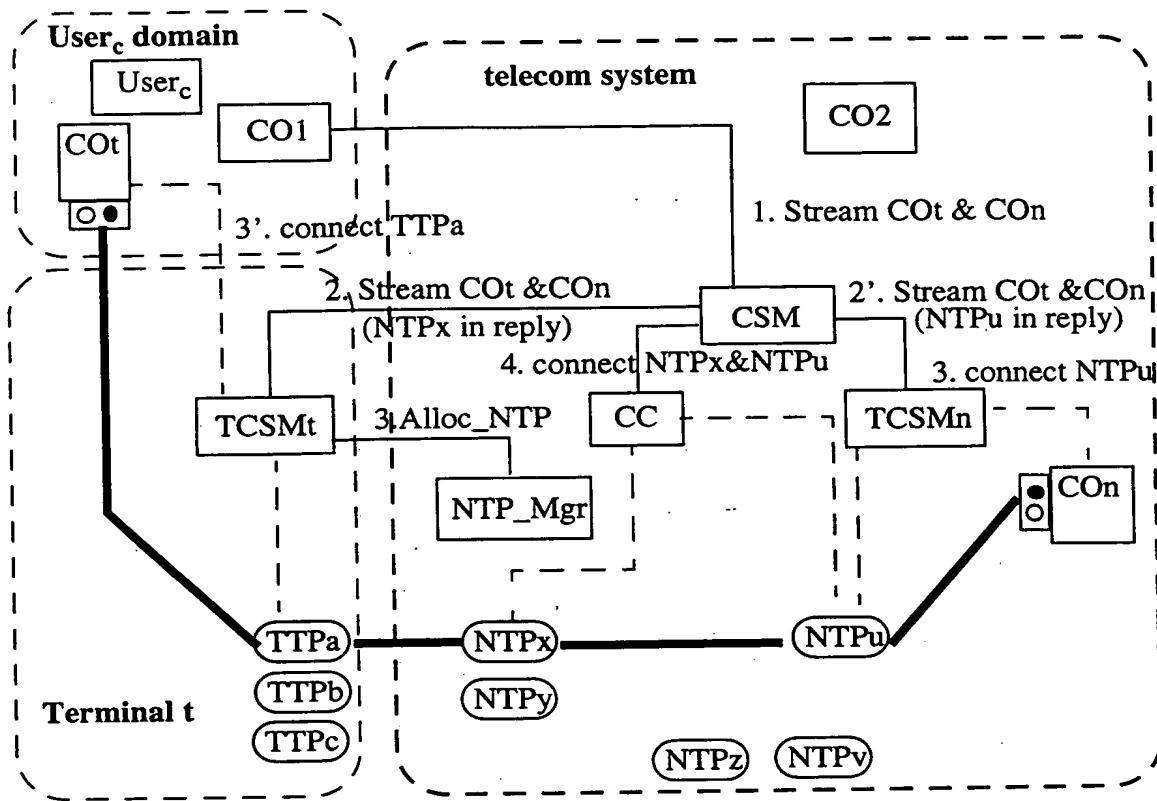 User_c domain
telecom system
User_c
CO1
CO2
COt
1. Stream COt & COn
3'. connect TTPa
2. Stream COt &COn
(NTPx in reply)
CSM
2'. Stream COt &COn
(NTPu in reply)
4. connect NTPx&NTPu
3. connect NTPu
TCSMt
3.Alloc_NTP
CC
TCSMn
NTP_Mgr
COn
TTPa
NTPx
NTPu
TTPb
NTPy
Terminal t
TTPc
NTPz
NTPv